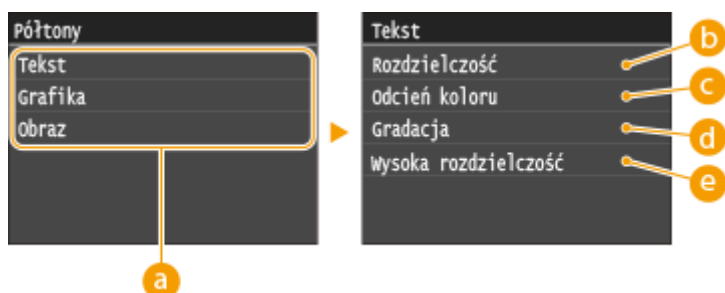 Półtony
Tekst
Grafika
Obraz
a
Tekst
Rozdzielczość
Odcień koloru
Gradacja
Wysoka rozdzielczość
b
c
d
e